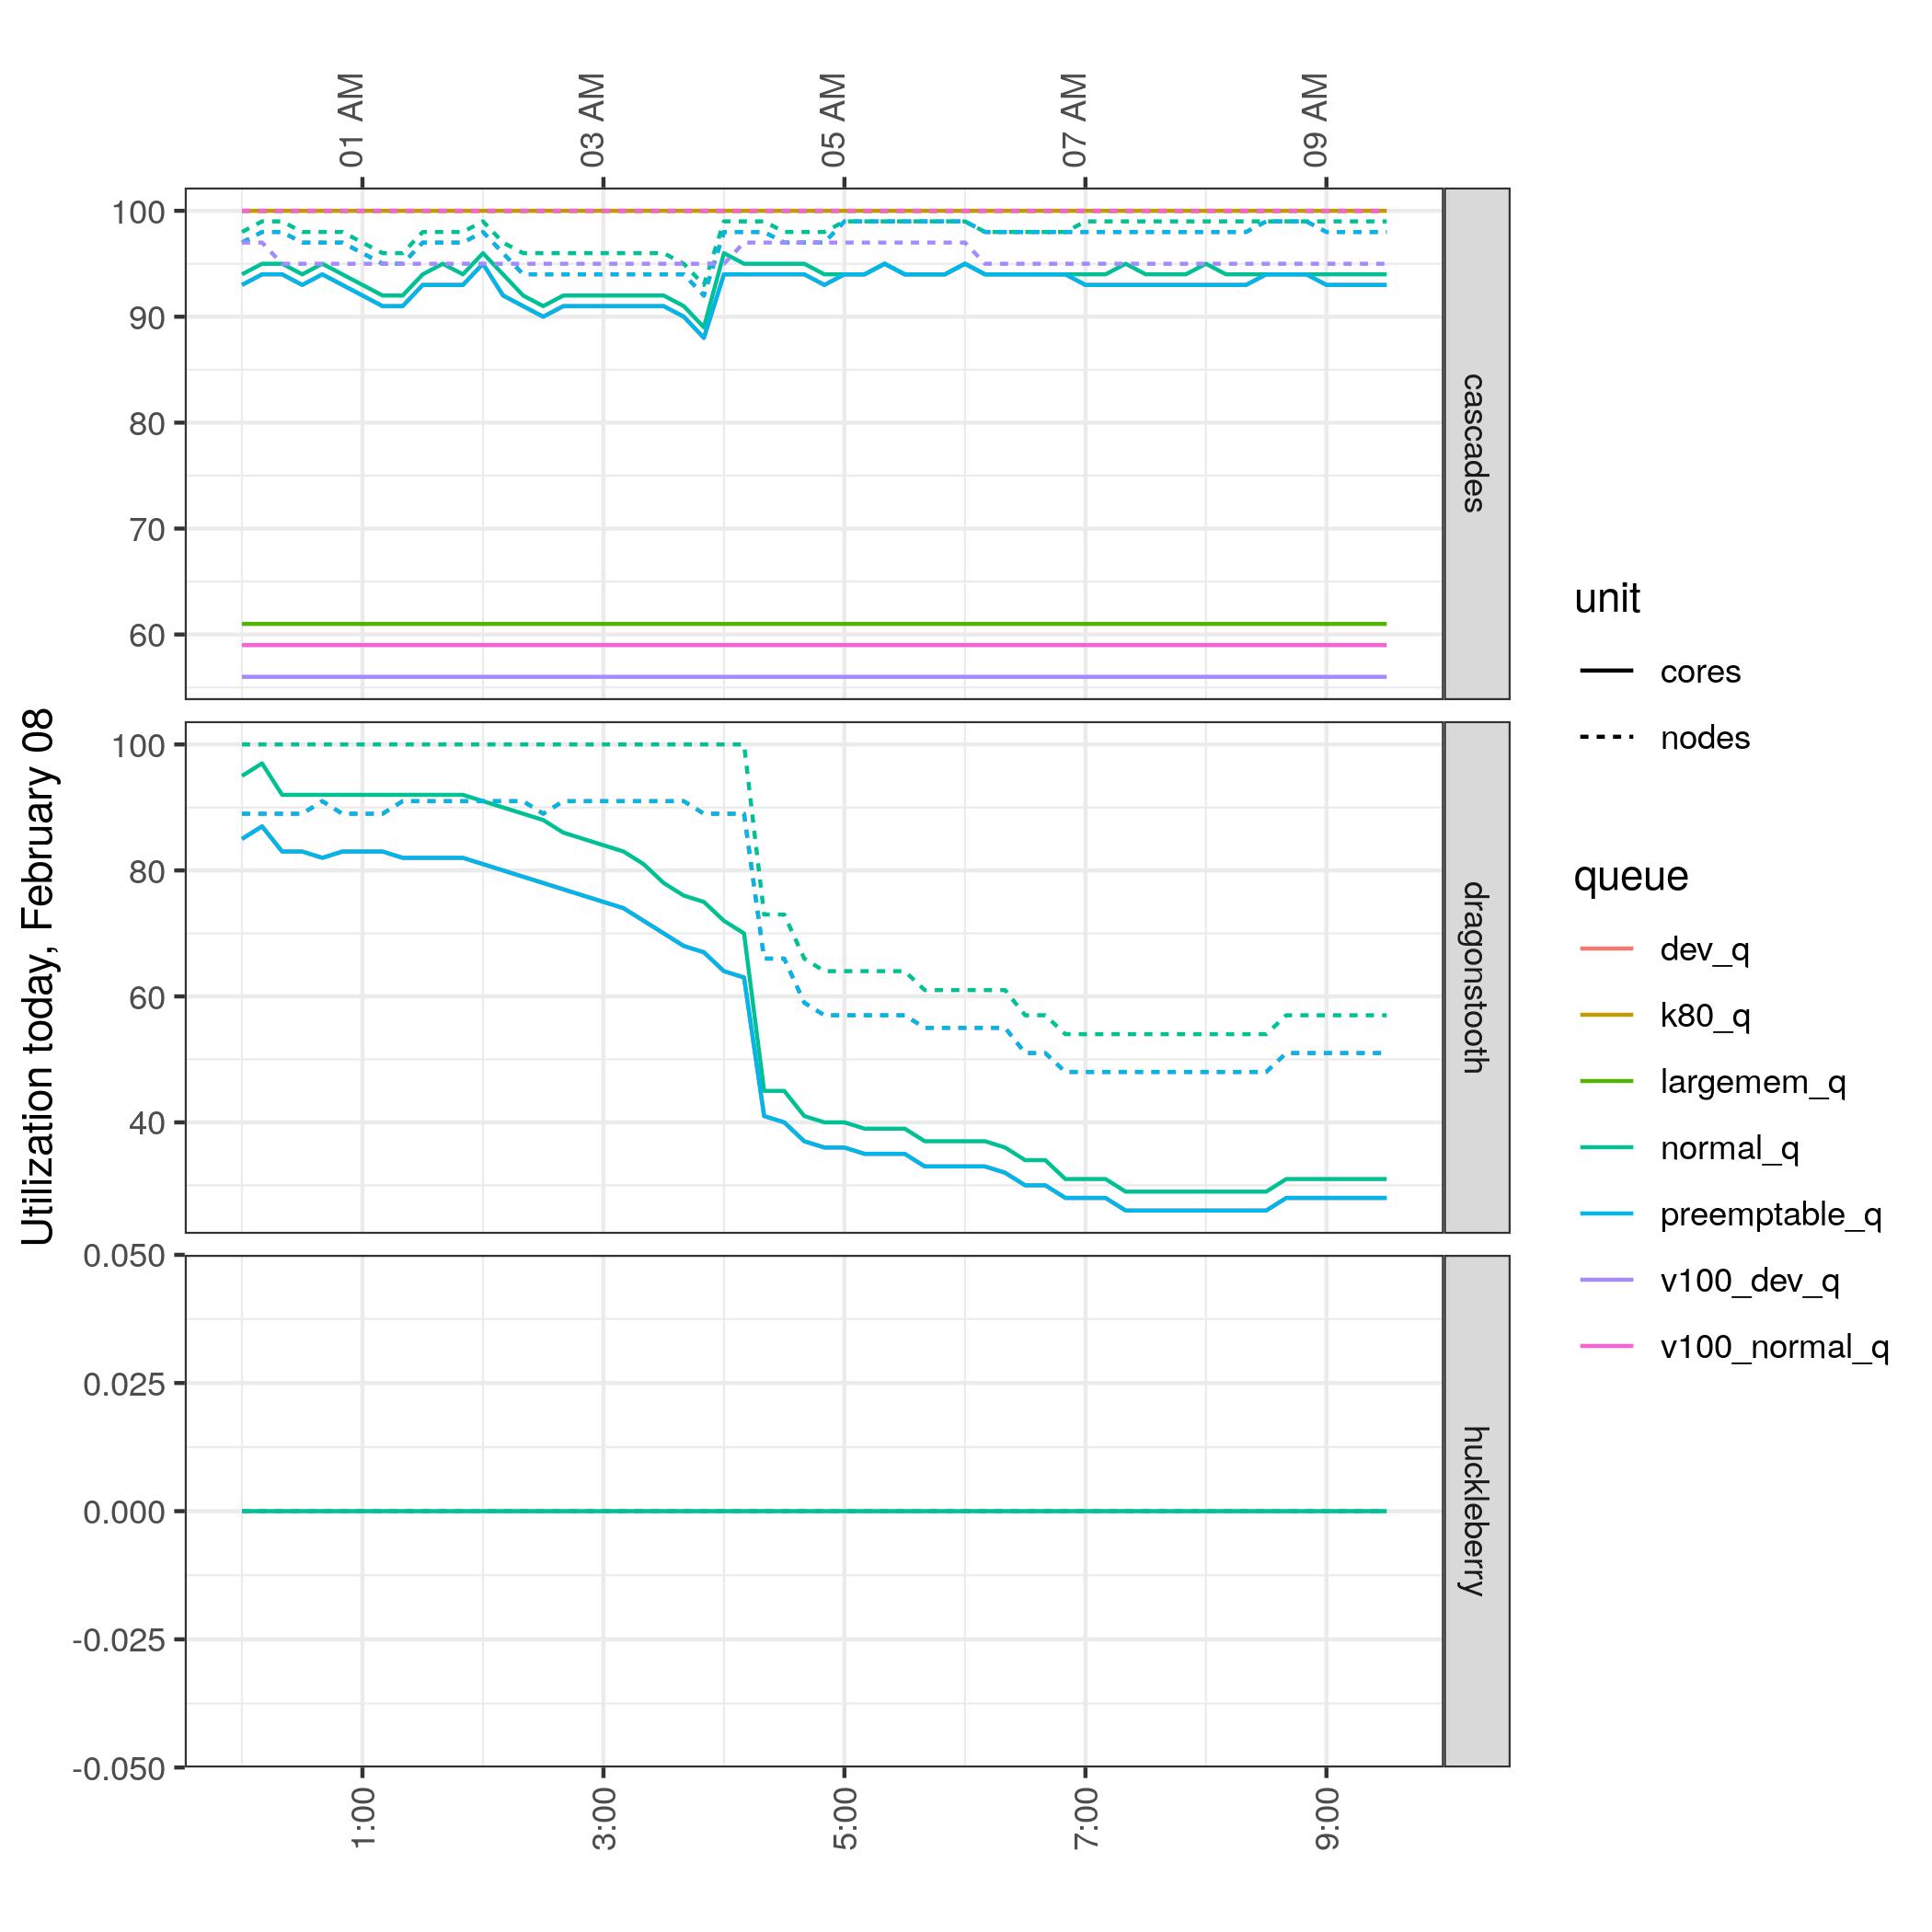 01 AM
03 AM
05 AM
07 AM
09 AM
Utilization today, February 08
100
90
80
70
60
cascades
100
80
60
40
dragonstooth
0.050
0.025
0.000
-0.025
-0.050
huckleberry
1:00
3:00
5:00
7:00
9:00
unit
cores
nodes
queue
dev_q
k80_q
largemem_q
normal_q
preemptable_q
v100_dev_q
v100_normal_q